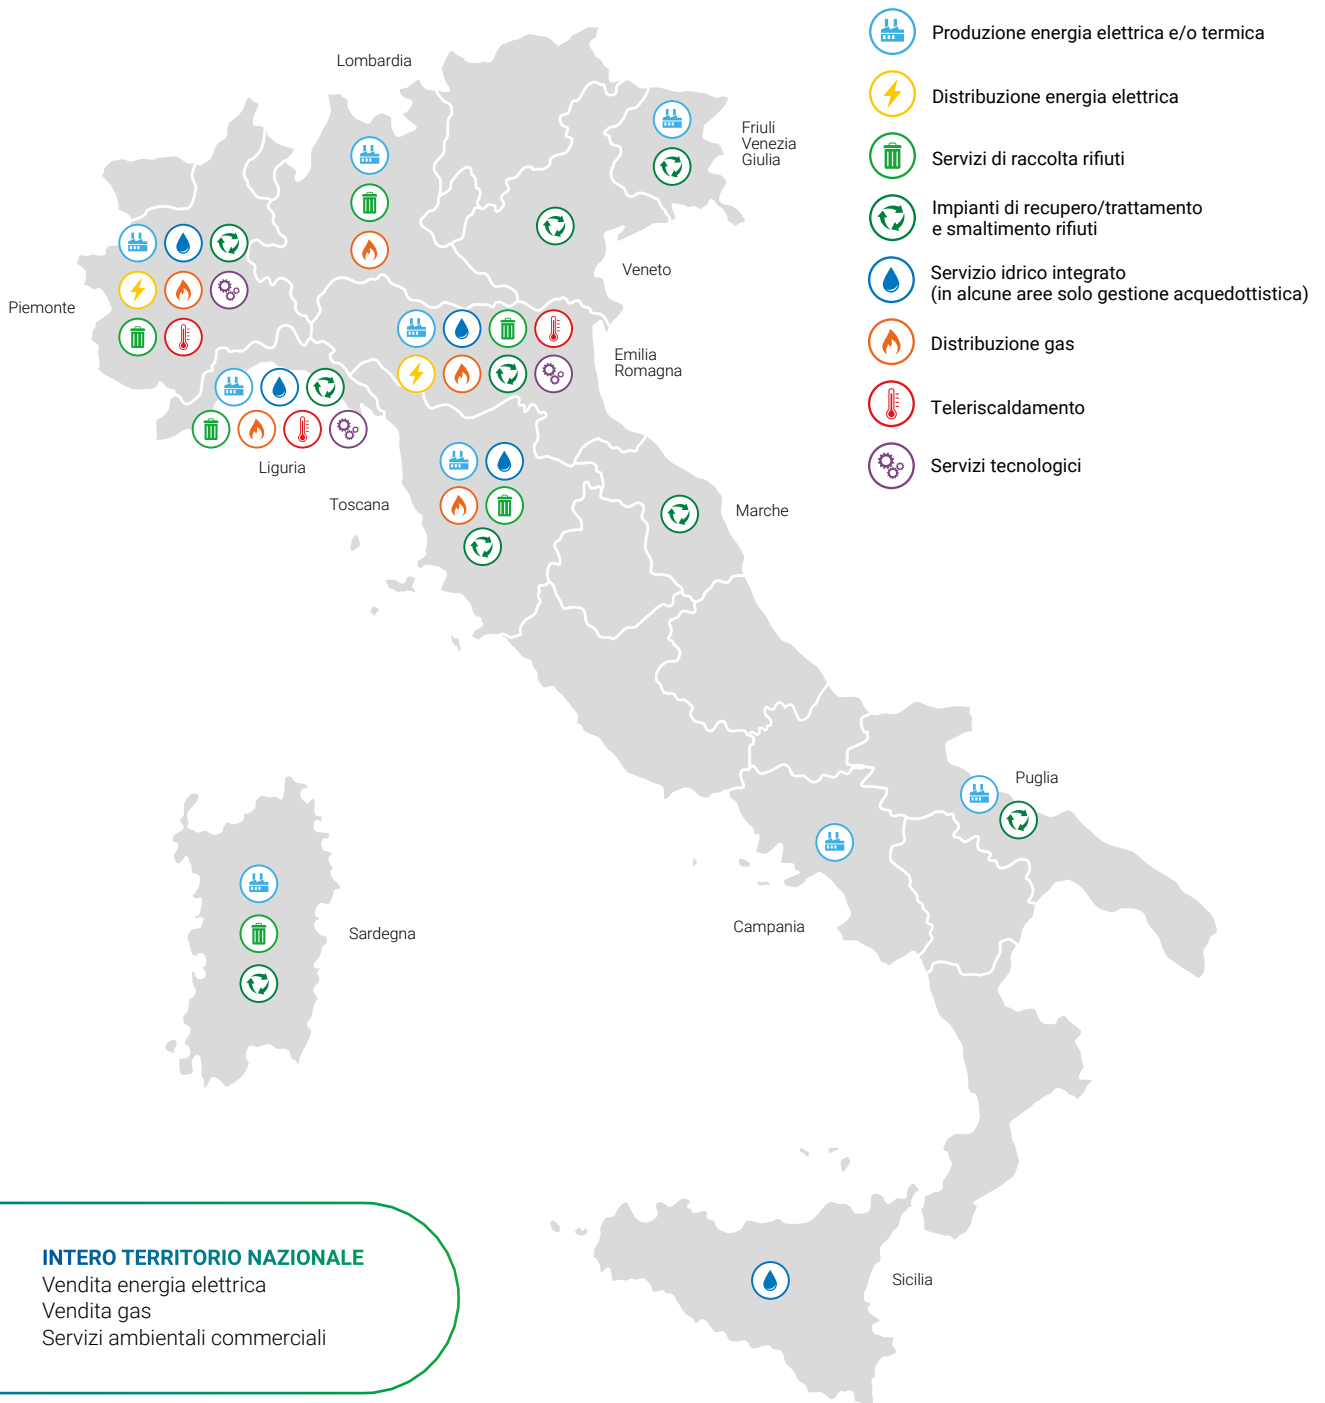 Lombardia
Friuli
Venezia
Giulia
Veneto
Piemonte
Emilia
Romagna
Liguria
Toscana
Marche
Puglia
Campania
Sardegna
Sicilia
Produzione energia elettrica e/o termica
Distribuzione energia elettrica
Servizi di raccolta rifiuti
Impianti di recupero/trattamento
e smaltimento rifiuti
Servizio idrico integrato
(in alcune aree solo gestione acquedottistica)
Distribuzione gas
Teleriscaldamento
Servizi tecnologici
INTERO TERRITORIO NAZIONALE
Vendita energia elettrica
Vendita gas
Servizi ambientali commerciali